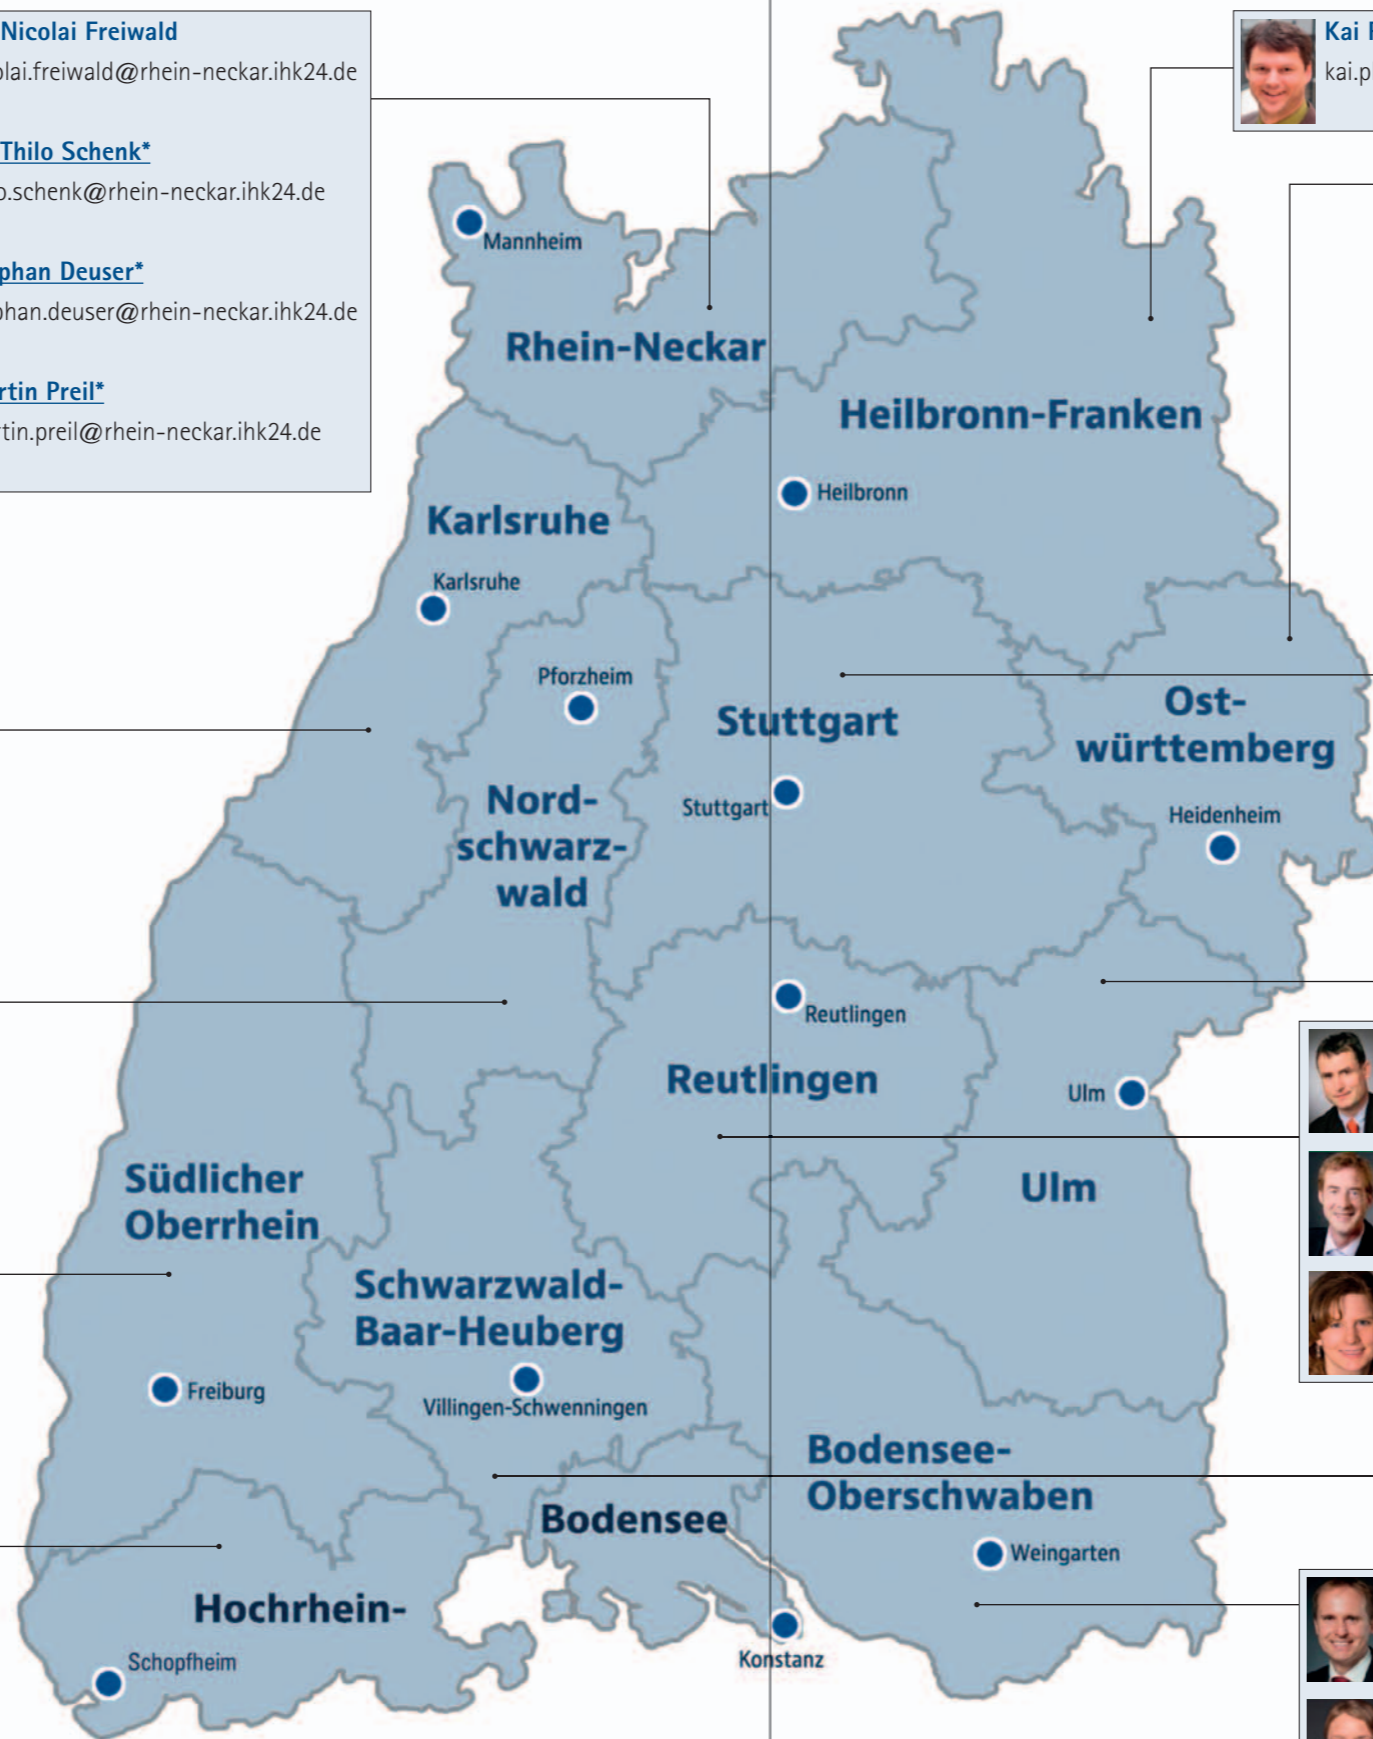 Nicolai Freiwald
olai.freiwald@rhein-neckar.ihk24.de
Thilo Schenk*
o.schenk@rhein-neckar.ihk24.de
phan Deuser*
phan.deuser@rhein-neckar.ihk24.de
rtin Preil*
rtin.preil@rhein-neckar.ihk24.de
Kai P
kai.p
Mannheim
Rhein-Neckar
Heilbronn-Franken
Heilbronn
Karlsruhe
Karlsruhe
Pforzheim
Nord-
schwarz-
wald
Stuttgart
Stuttgart
Ost-
württemberg
Heidenheim
Reutlingen
Reutlingen
Ulm
Ulm
Südlicher
Oberrhein
Freiburg
Schwarzwald-
Baar-Heuberg
Villingen-Schwenningen
Bodensee-
Oberschwaben
Weingarten
Bodensee
Hochrhein-
Schopfheim
Konstanz